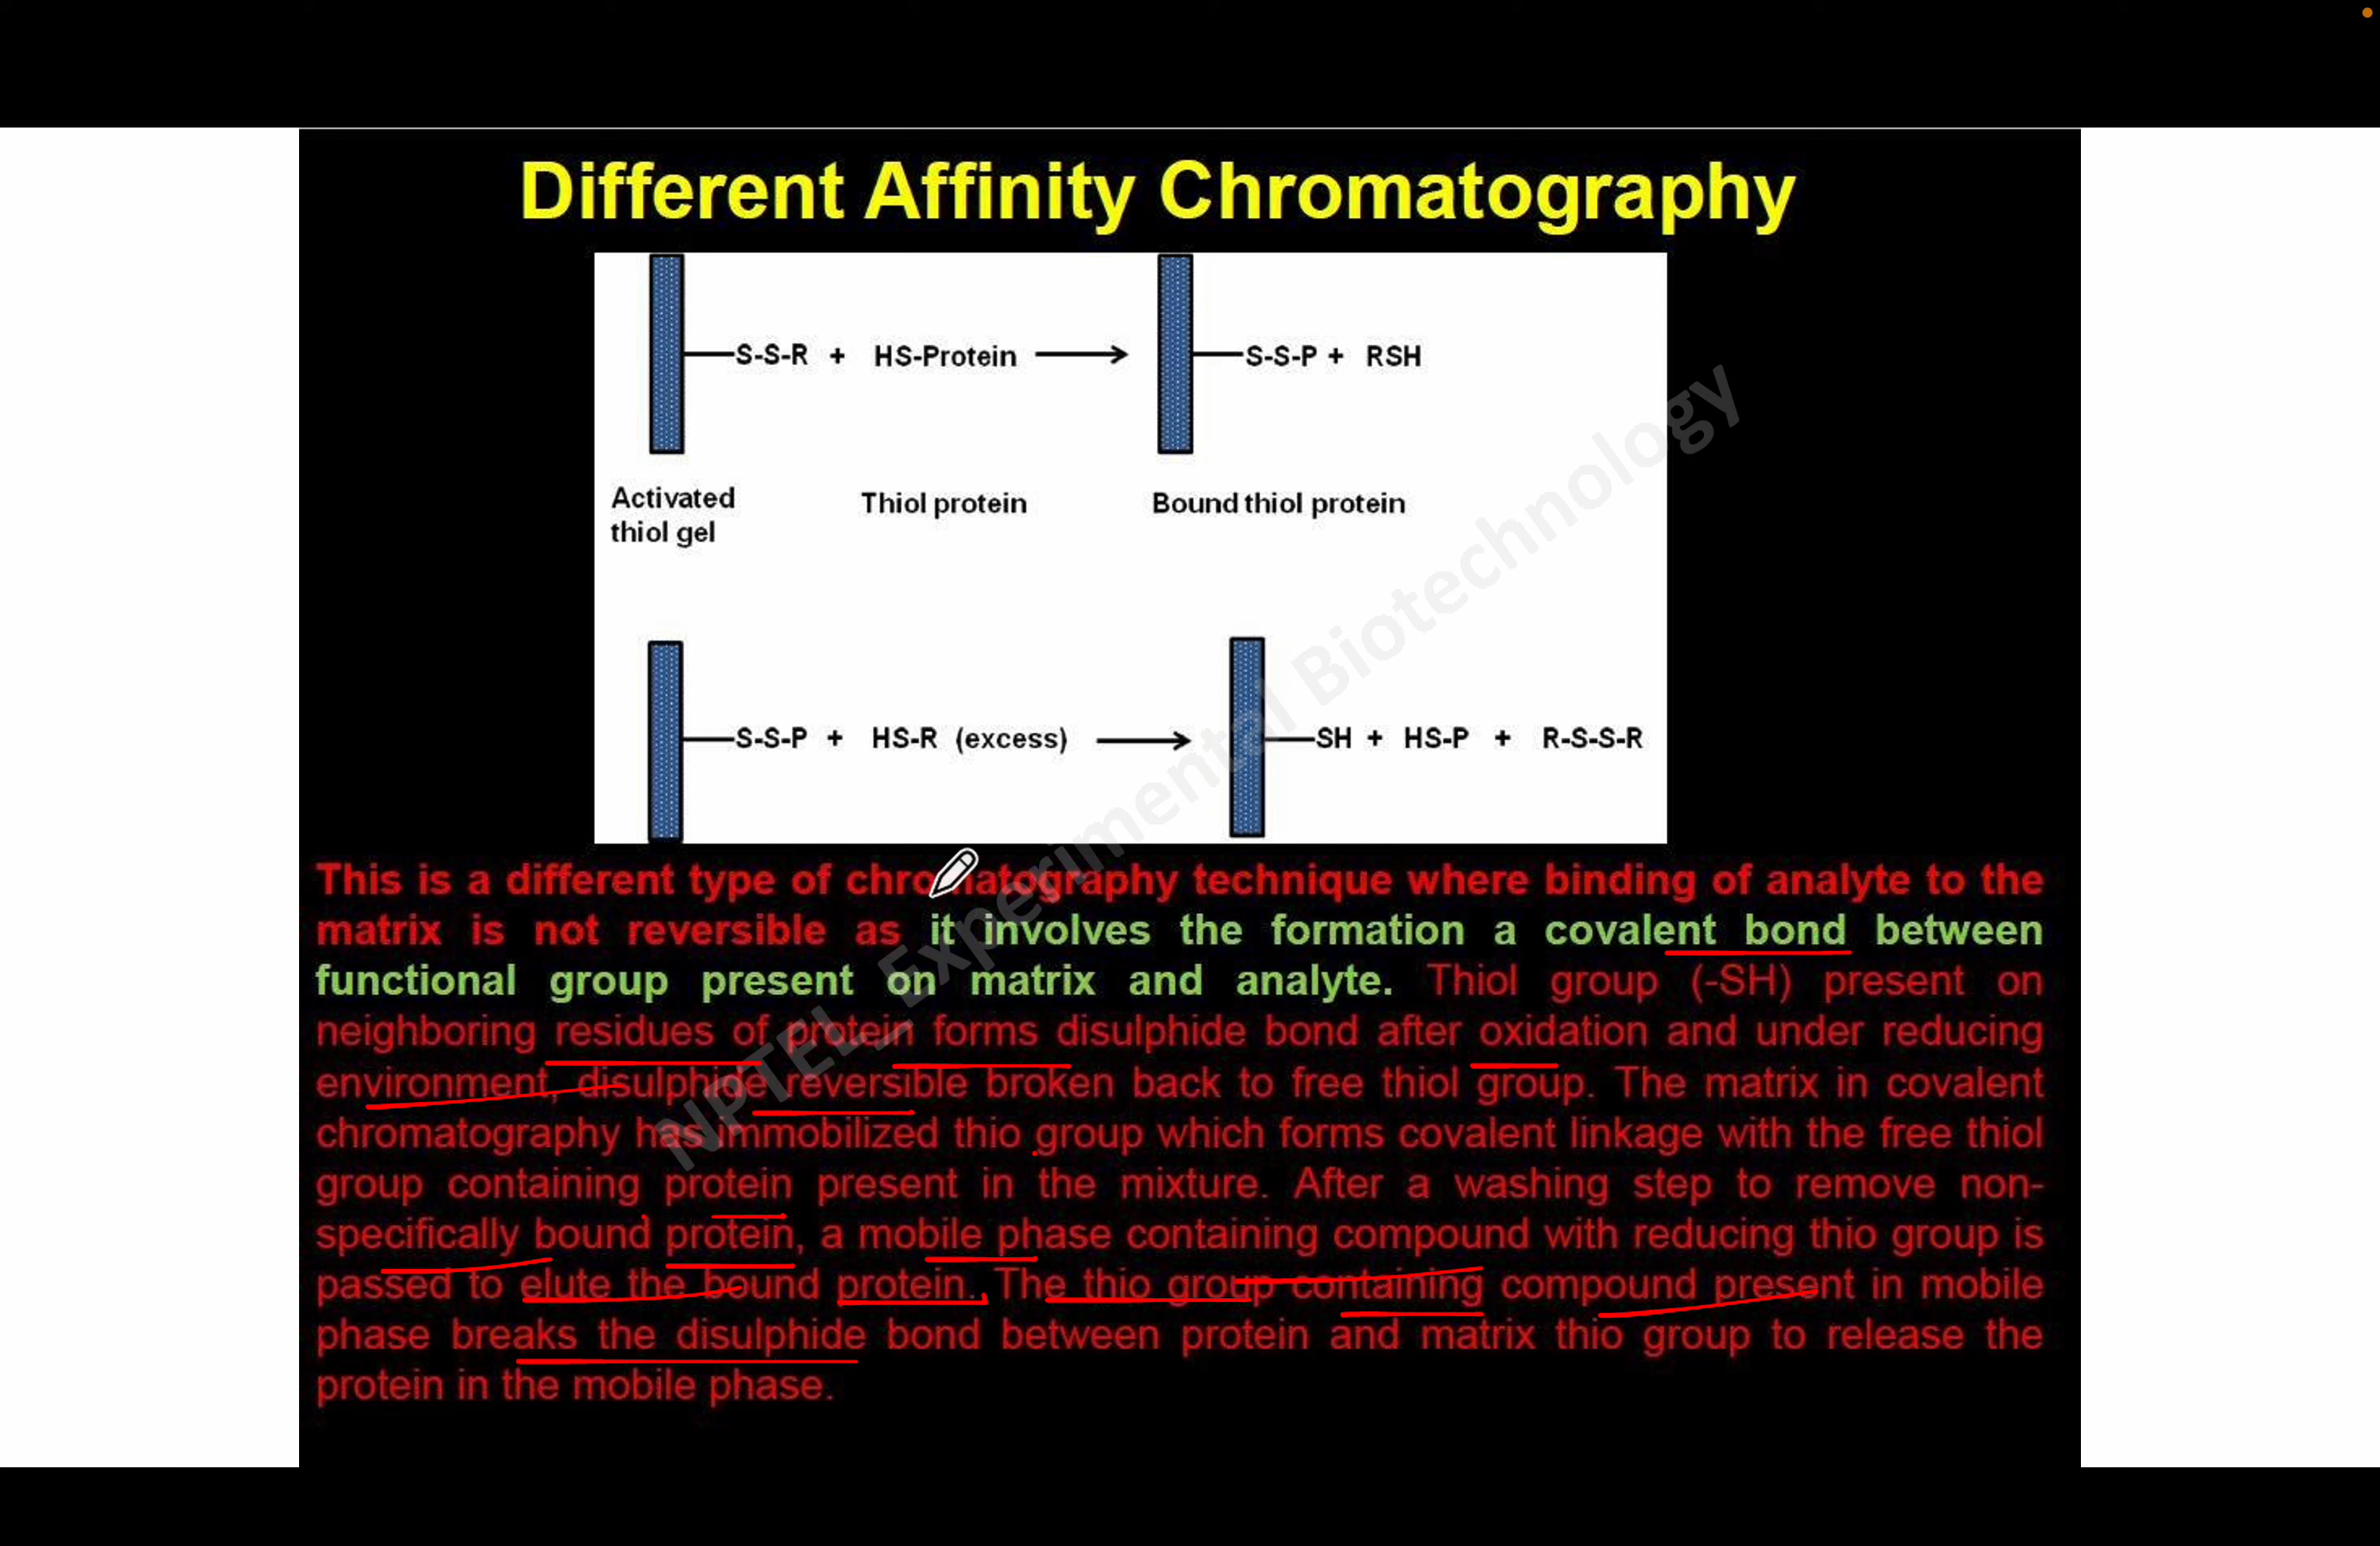 Different Affinity Chromatography
S-S-R + HS-Protein S-S-P + RSH
Activated
thiol gel
Thiol protein
Bound thiol protein
S-S-P + HS-R (excess) SH + HS-P + R-S-S-R
This is a different type of chromatography technique where binding of analyte to the
matrix is not reversible as it involves the formation a covalent bond between
functional group present on matrix and analyte. Thiol group (-SH) present on
neighboring residues of protein forms disulphide bond after oxidation and under reducing
environment, disulphide reversible broken back to free thiol group. The matrix in covalent
chromatography has immobilized thio group which forms covalent linkage with the free thiol
group containing protein present in the mixture. After a washing step to remove non-
specifically bound protein, a mobile phase containing compound with reducing thio group is
passed to elute the bound protein. The thio group containing compound present in mobile
phase breaks the disulphide bond between protein and matrix thio group to release the
protein in the mobile phase.
NPTEL_Experimental Biotechnology